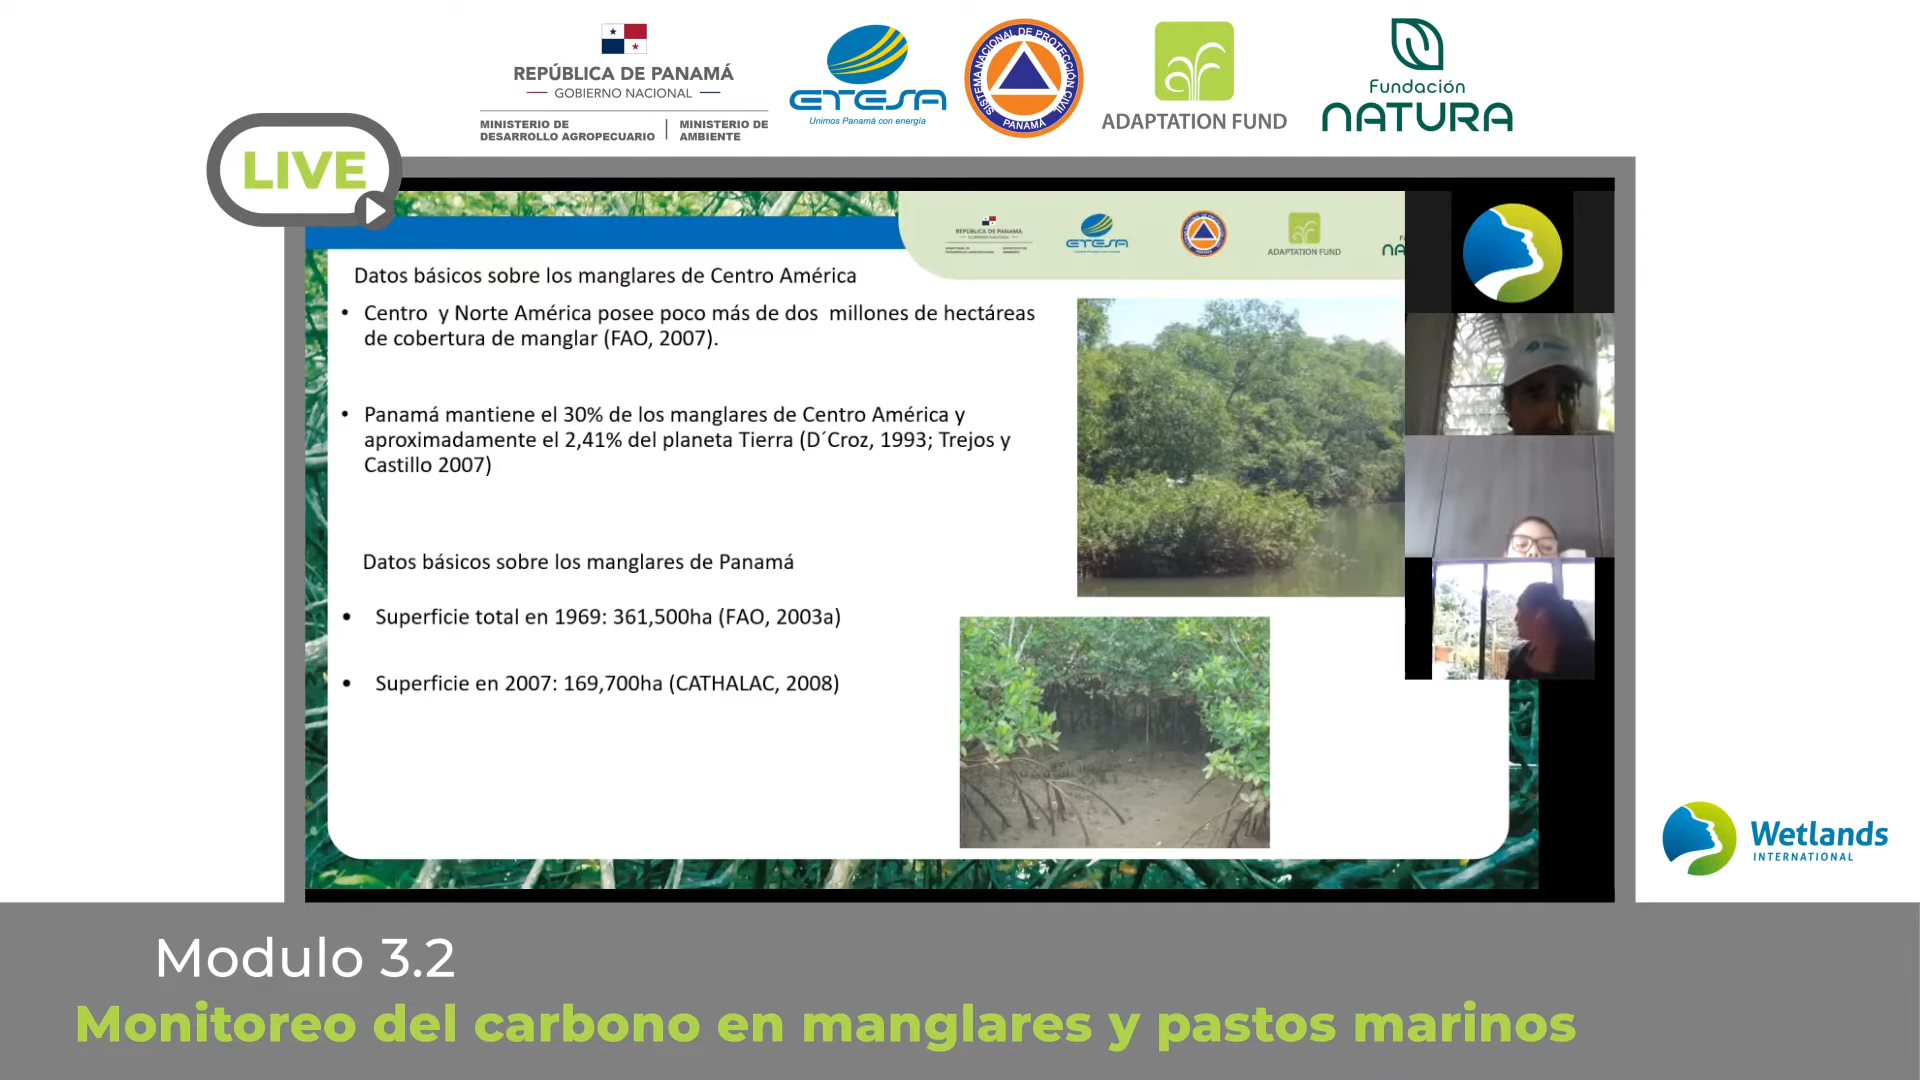 REPÚBLICA DE PANAMÁ
GOBIERNO NACIONAL
MINISTERIO DE
DESARROLLO AGROPECUARIO
MINISTERIO DE
AMBIENTE
ETESA
Unimos Panamá con energía
SISTEMA NACIONAL DE PROTECCIÓN CIVIL
PANAMÁ
af
ADAPTATION FUND
Fundación
NATURA
LIVE
REPÚBLICA DE PANAMÁ
ETESA
ADAPTATION FUND
Datos básicos sobre los manglares de Centro América
• Centro y Norte América posee poco más de dos millones de hectáreas
de cobertura de manglar (FAO, 2007).
• Panamá mantiene el 30% de los manglares de Centro América y
aproximadamente el 2,41% del planeta Tierra (D´Croz, 1993; Trejos y
Castillo 2007)
Datos básicos sobre los manglares de Panamá
• Superficie total en 1969: 361,500ha (FAO, 2003a)
• Superficie en 2007: 169,700ha (CATHALAC, 2008)
Wetlands
INTERNATIONAL
Modulo 3.2
Monitoreo del carbono en manglares y pastos marinos